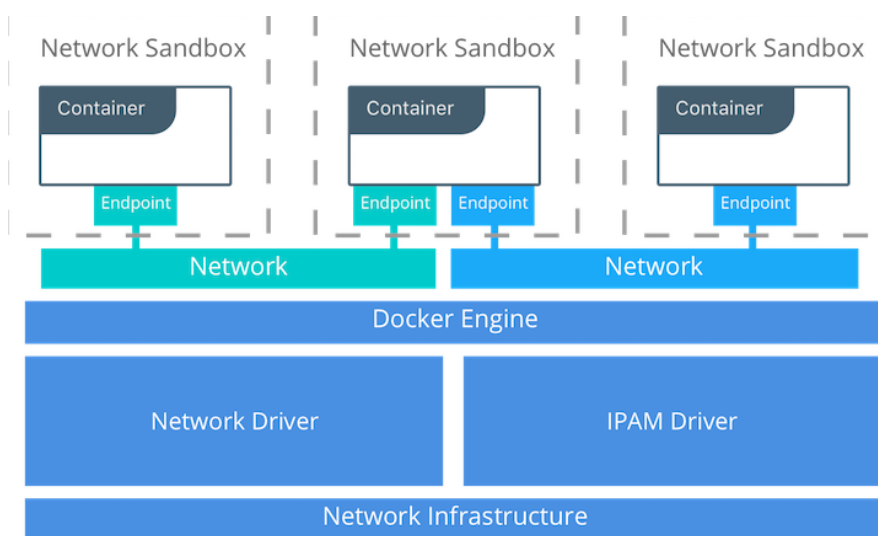 Network Sandbox
Network Sandbox
Network Sandbox
Container
Container
Container
Endpoint
Endpoint
Endpoint
Endpoint
Network
Network
Docker Engine
Network Driver
IPAM Driver
Network Infrastructure